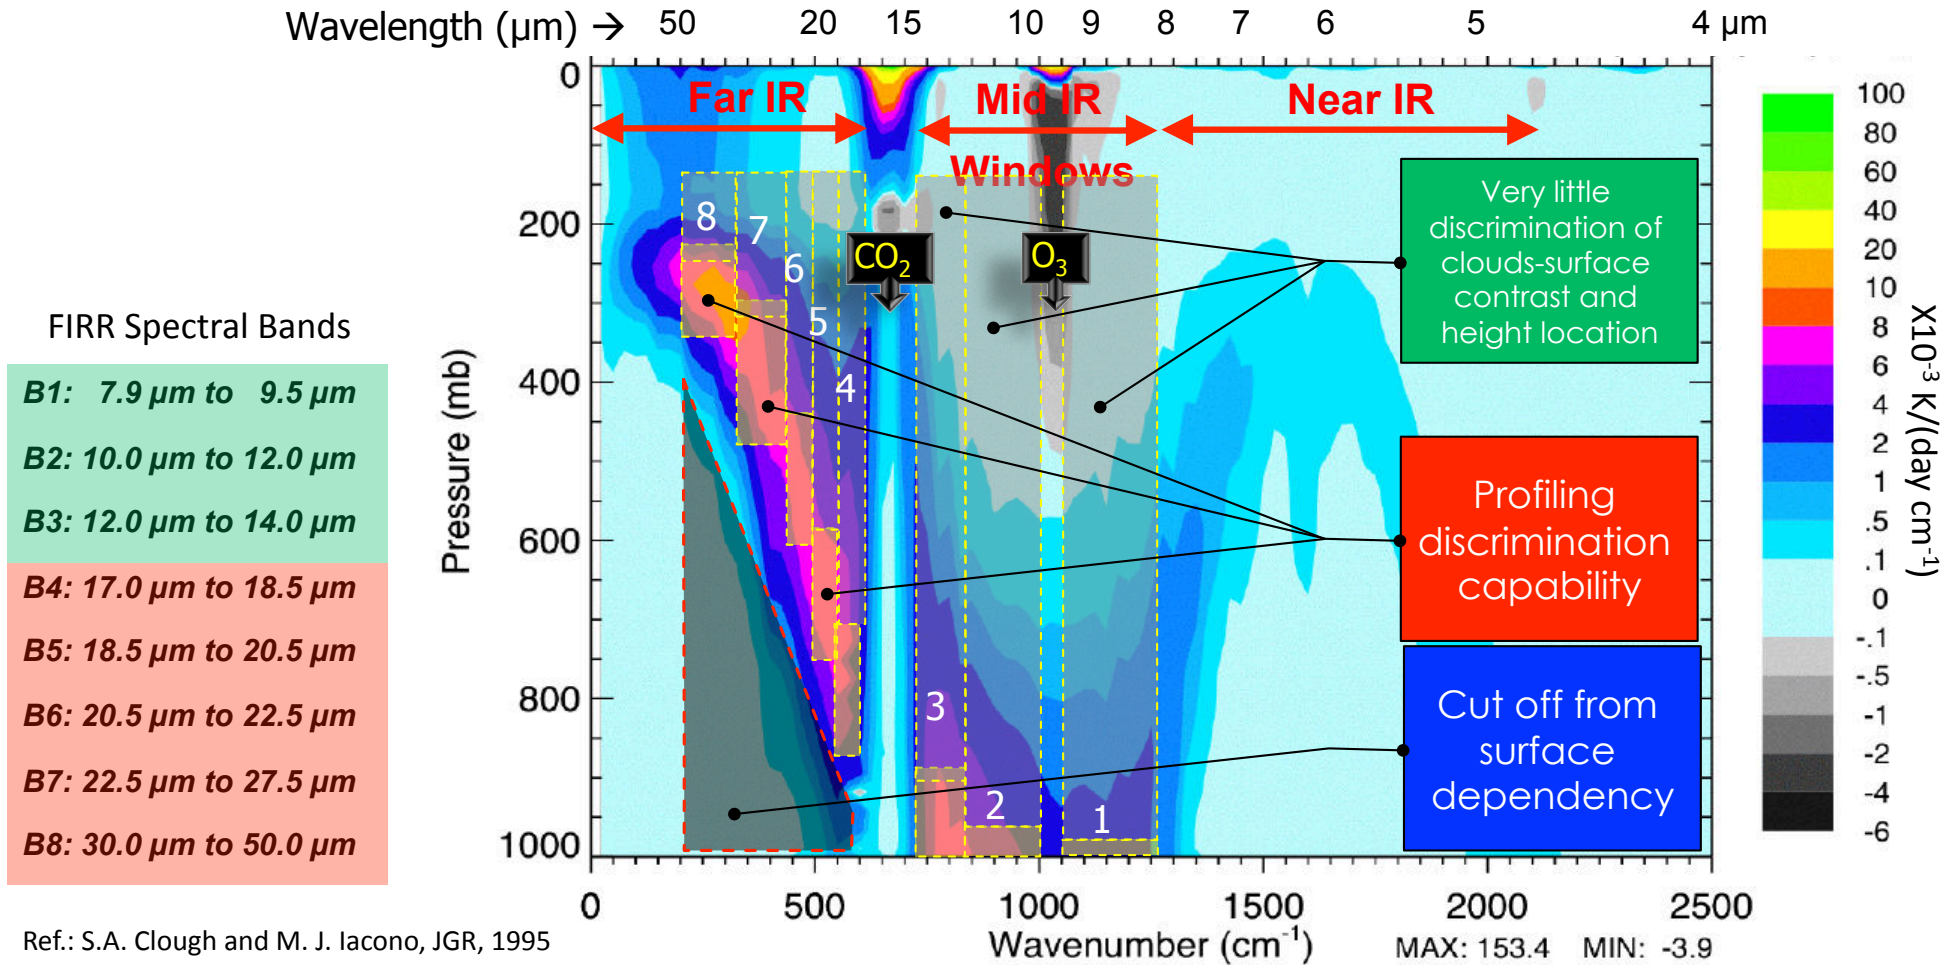 Wavelength (µm) → 50 20 15 10 9 8 7 6 5 4 µm
Far IR
Mid IR
Near IR
Windows
8
7
6
5
4
3
2
1
CO₂
O₃
Very little
discrimination of
clouds-surface
contrast and
height location
Profiling
discrimination
capability
Cut off from
surface
dependency
FIRR Spectral Bands
B1: 7.9 µm to 9.5 µm
B2: 10.0 µm to 12.0 µm
B3: 12.0 µm to 14.0 µm
B4: 17.0 µm to 18.5 µm
B5: 18.5 µm to 20.5 µm
B6: 20.5 µm to 22.5 µm
B7: 22.5 µm to 27.5 µm
B8: 30.0 µm to 50.0 µm
Ref.: S.A. Clough and M. J. Iacono, JGR, 1995
Pressure (mb)
0
200
400
600
800
1000
0 500 1000 1500 2000 2500
Wavenumber (cm⁻¹)
MAX: 153.4 MIN: -3.9
100
80
60
40
20
10
8
6
4
2
1
.5
.1
0
-.1
-.5
-1
-2
-4
-6
X10⁻³ K/(day cm⁻¹)